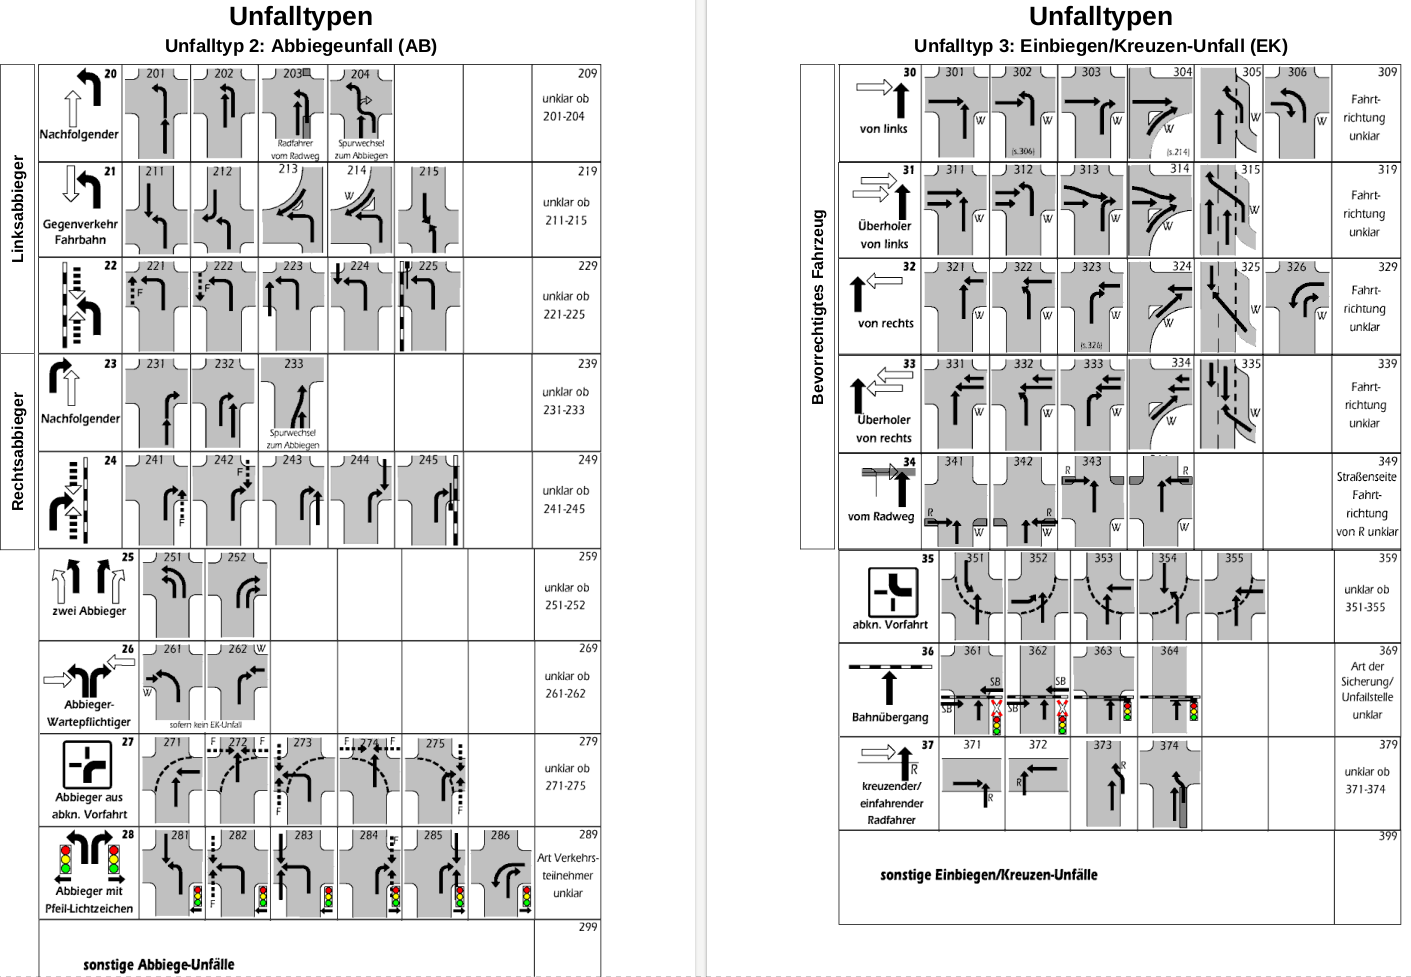 Unfalltypen
Unfalltyp 2: Abbiegeunfall (AB)
Linksabbieger
Rechtsabbieger
20
Nachfolgender
201
202
203
Radfahrer
vom Radweg
204
Spurwechsel
zum Abbiegen
209
unklar ob
201-204
21
Gegenverkehr
Fahrbahn
211
212
213
214
W
215
219
unklar ob
211-215
22
221
F
222
F
223
224
225
229
unklar ob
221-225
23
Nachfolgender
231
232
233
Spurwechsel
zum Abbiegen
239
unklar ob
231-233
24
241
F
242
F
243
244
245
249
unklar ob
241-245
25
zwei Abbieger
251
252
259
unklar ob
251-252
26
Abbieger-
Wartepflichtiger
261
W
262
W
sofern kein EK-Unfall
269
unklar ob
261-262
27
Abbieger aus
abkn. Vorfahrt
271
272
F F
273
F
274
F F
275
F
279
unklar ob
271-275
28
Abbieger mit
Pfeil-Lichtzeichen
281
282
F
283
284
F
285
286
289
Art Verkehrs-
teilnehmer
unklar
sonstige Abbiege-Unfälle
299
Unfalltypen
Unfalltyp 3: Einbiegen/Kreuzen-Unfall (EK)
Bevorrechtigtes Fahrzeug
30
von links
301
W
302
W
(s.306)
303
W
304
W
(s.214)
305
W
306
W
309
Fahrt-
richtung
unklar
31
Überholer
von links
311
W
312
W
313
W
314
W
315
W
319
Fahrt-
richtung
unklar
32
von rechts
321
W
322
W
323
W
(s.326)
324
W
325
W
326
W
329
Fahrt-
richtung
unklar
33
Überholer
von rechts
331
W
332
W
333
W
334
W
335
W
339
Fahrt-
richtung
unklar
34
vom Radweg
341
R
W
342
R
W
343
R
W
R
W
349
Straßenseite
Fahrt-
richtung
von R unklar
35
abkn. Vorfahrt
351
352
353
354
355
359
unklar ob
351-355
36
Bahnübergang
361
SB
SB
362
SB
SB
363
364
369
Art der
Sicherung/
Unfallstelle
unklar
37
R
kreuzender/
einfahrender
Radfahrer
371
R
372
R
373
R
374
379
unklar ob
371-374
sonstige Einbiegen/Kreuzen-Unfälle
399